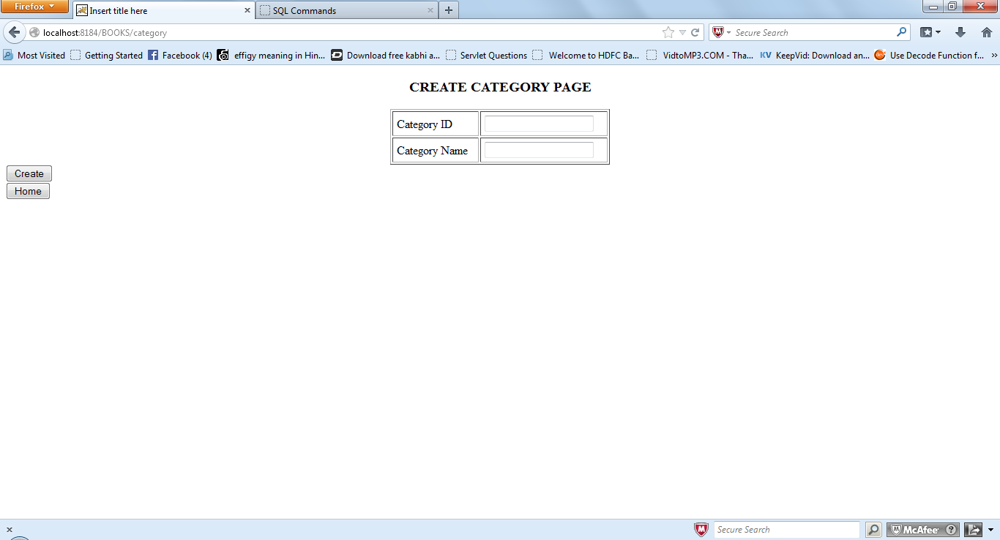 Firefox
Insert title here
SQL Commands
localhost:8184/BOOKS/category
Secure Search
Most Visited Getting Started Facebook (4) effigy meaning in Hin... Download free kabhi a... Servlet Questions Welcome to HDFC Ba... VidtoMP3.COM - Tha... KV KeepVid: Download an... Use Decode Function f... »
CREATE CATEGORY PAGE
Category ID
Category Name
Create
Home
Secure Search
McAfee